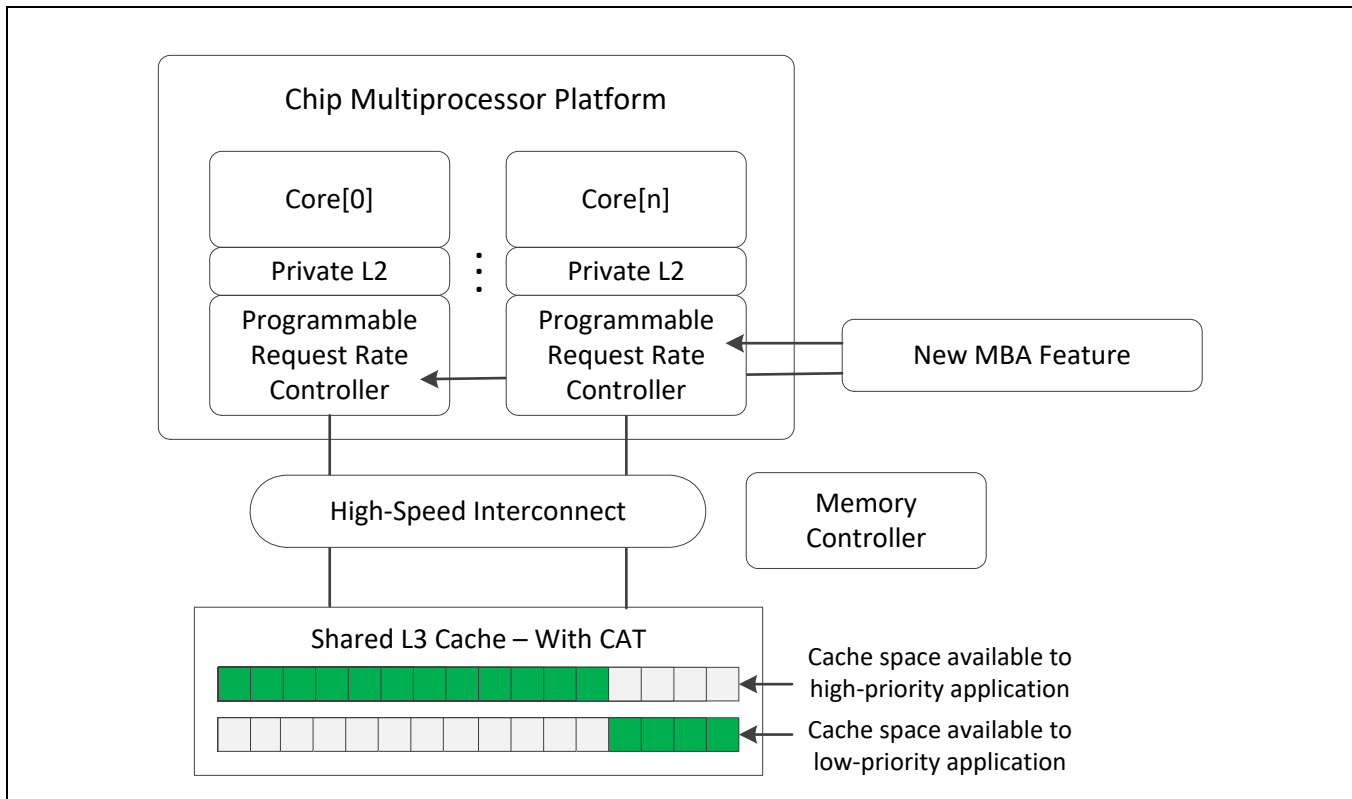 Chip Multiprocessor Platform
Core[0]
Core[n]
Private L2
Private L2
Programmable
Request Rate
Controller
Programmable
Request Rate
Controller
New MBA Feature
High-Speed Interconnect
Memory
Controller
Shared L3 Cache – With CAT
Cache space available to
high-priority application
Cache space available to
low-priority application